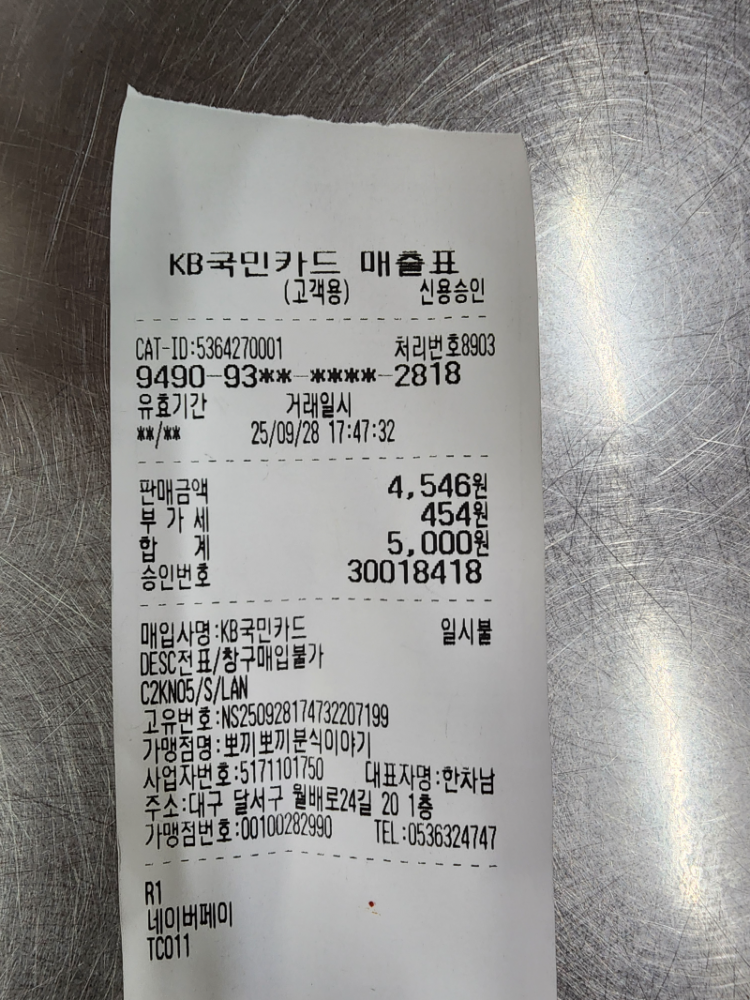 KB국민카드 매출표
(고객용) 신용승인
CAT-ID:5364270001 처리번호8903
9490-93**-****-2818
유효기간 거래일시
**/** 25/09/28 17:47:32
판매금액 4,546원
부 가 세 454원
합 계 5,000원
승인번호 30018418
매입사명:KB국민카드 일시불
DESC전표/창구매입불가
C2KN05/S/LAN
고유번호:NS250928174732207199
가맹점명:뽀끼뽀끼분식이야기
사업자번호:5171101750 대표자명:한차남
주소:대구 달서구 월배로24길 20 1층
가맹점번호:00100282990 TEL:0536324747
R1
네이버페이
TC011